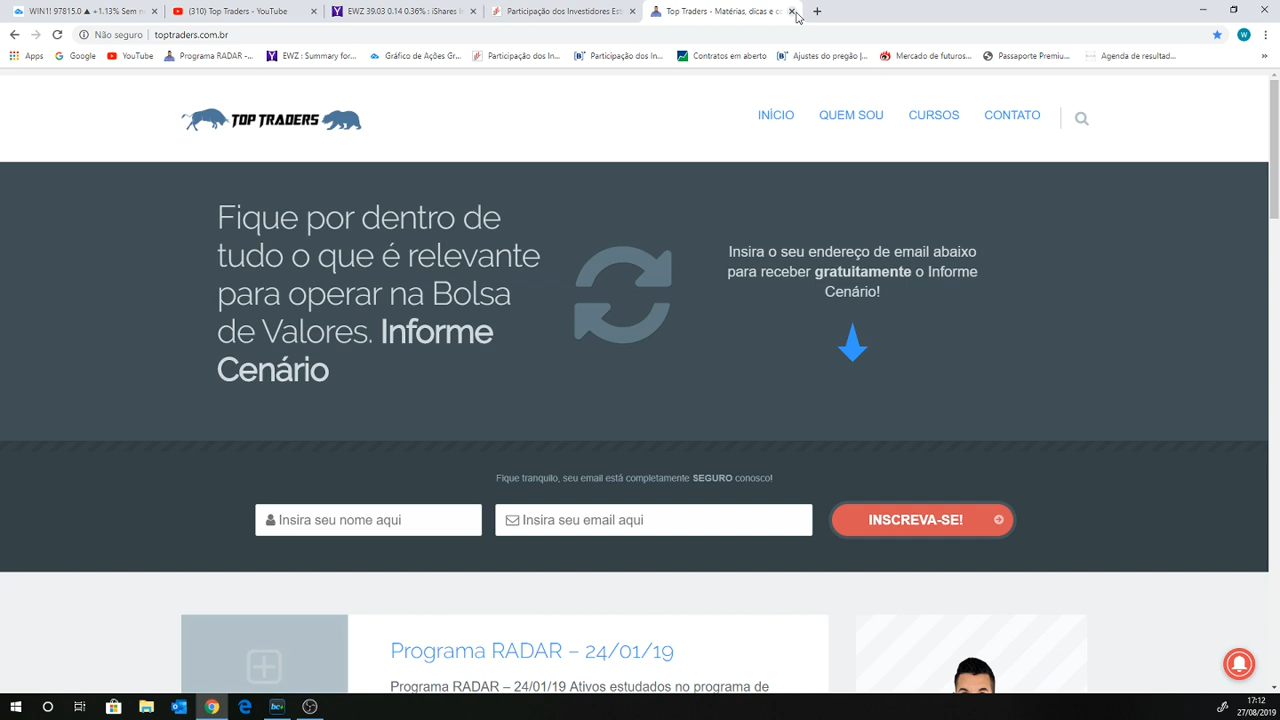 WIN1! 97815.0 ▲ +1.13% Sem n
(310) Top Traders - YouTube
EWZ 39.03 0.14 0.36% : iShares I
Participação dos Investidores Est
Top Traders - Matérias, dicas e co
Não seguro | toptraders.com.br
W
Apps
Google
YouTube
Programa RADAR –...
EWZ : Summary for...
Gráfico de Ações Gr...
Participação dos In...
Participação dos In...
Contratos em aberto
Ajustes do pregão |...
Mercado de futuros...
Passaporte Premiu...
Agenda de resultad...
»
TOP TRADERS
INÍCIO
QUEM SOU
CURSOS
CONTATO
Fique por dentro de
tudo o que é relevante
para operar na Bolsa
de Valores. Informe
Cenário
Insira o seu endereço de email abaixo
para receber gratuitamente o Informe
Cenário!
Fique tranquilo, seu email está completamente SEGURO conosco!
Insira seu nome aqui
Insira seu email aqui
INSCREVA-SE!
Programa RADAR – 24/01/19
Programa RADAR – 24/01/19 Ativos estudados no programa de
17:12
27/08/2019